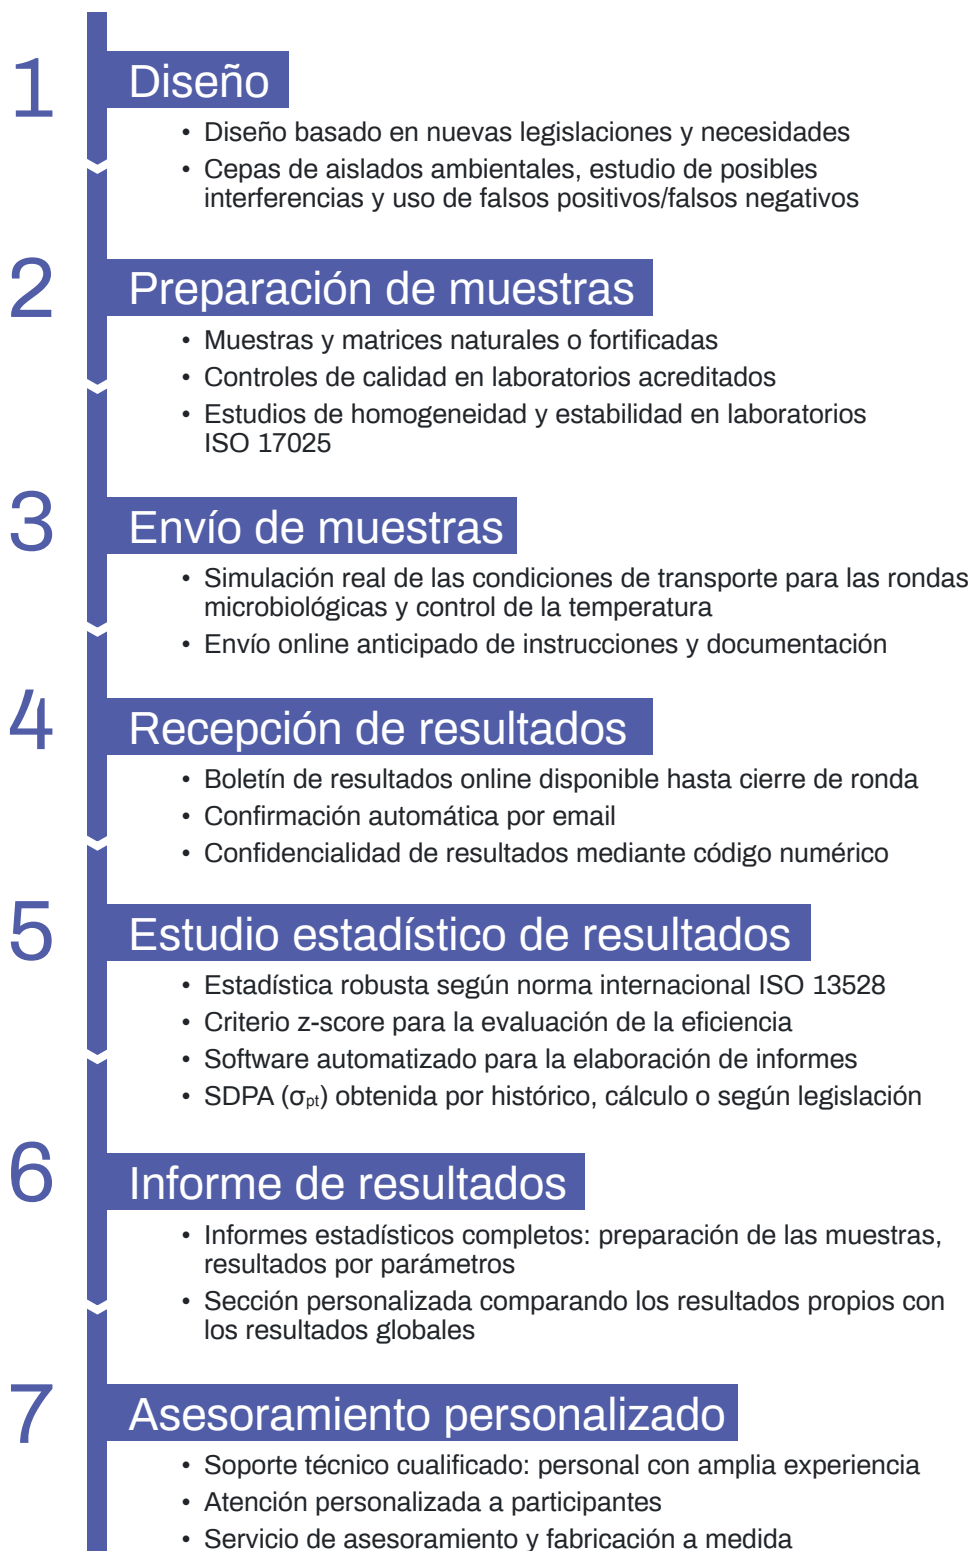 1
Diseño
• Diseño basado en nuevas legislaciones y necesidades
• Cepas de aislados ambientales, estudio de posibles
interferencias y uso de falsos positivos/falsos negativos
2
Preparación de muestras
• Muestras y matrices naturales o fortificadas
• Controles de calidad en laboratorios acreditados
• Estudios de homogeneidad y estabilidad en laboratorios
ISO 17025
3
Envío de muestras
• Simulación real de las condiciones de transporte para las rondas
microbiológicas y control de la temperatura
• Envío online anticipado de instrucciones y documentación
4
Recepción de resultados
• Boletín de resultados online disponible hasta cierre de ronda
• Confirmación automática por email
• Confidencialidad de resultados mediante código numérico
5
Estudio estadístico de resultados
• Estadística robusta según norma internacional ISO 13528
• Criterio z-score para la evaluación de la eficiencia
• Software automatizado para la elaboración de informes
• SDPA (σpt) obtenida por histórico, cálculo o según legislación
6
Informe de resultados
• Informes estadísticos completos: preparación de las muestras,
resultados por parámetros
• Sección personalizada comparando los resultados propios con
los resultados globales
7
Asesoramiento personalizado
• Soporte técnico cualificado: personal con amplia experiencia
• Atención personalizada a participantes
• Servicio de asesoramiento y fabricación a medida